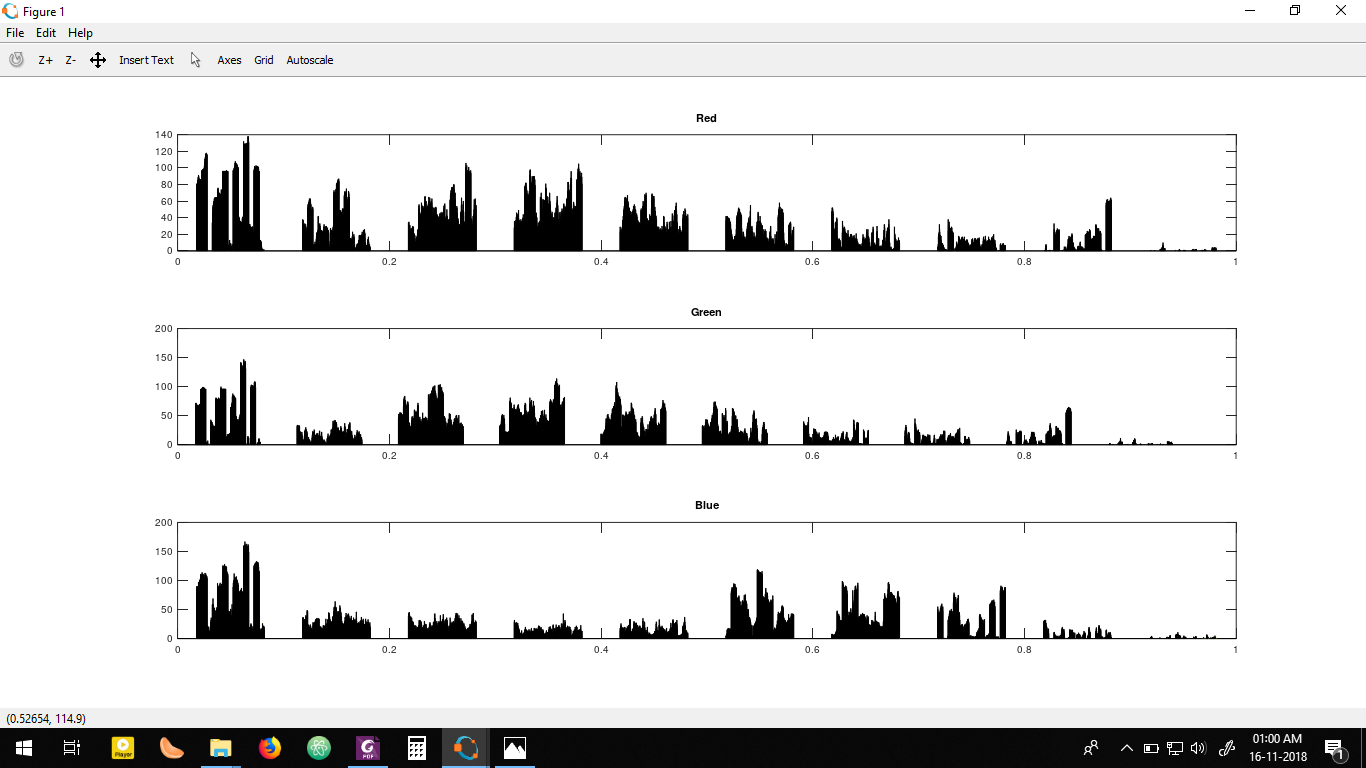 Figure 1
File Edit Help
Z+ Z- Insert Text Axes Grid Autoscale
Red
140
120
100
80
60
40
20
0
0 0.2 0.4 0.6 0.8 1
Green
200
150
100
50
0
0 0.2 0.4 0.6 0.8 1
Blue
200
150
100
50
0
0 0.2 0.4 0.6 0.8 1
(0.52654, 114.9)
Player
PDF
01:00 AM
16-11-2018
1